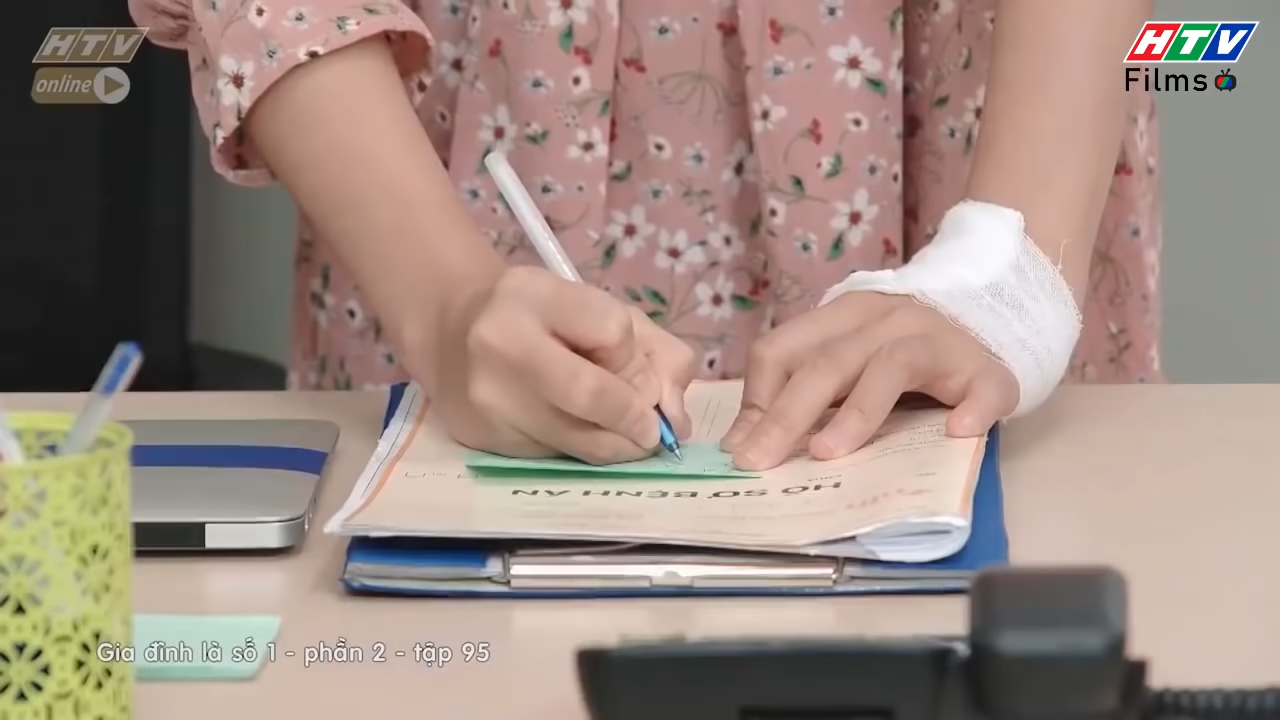 HTV
online
HTV
Films
HỒ SƠ BỆNH ÁN
Gia đình là số 1 - phần 2 - tập 95